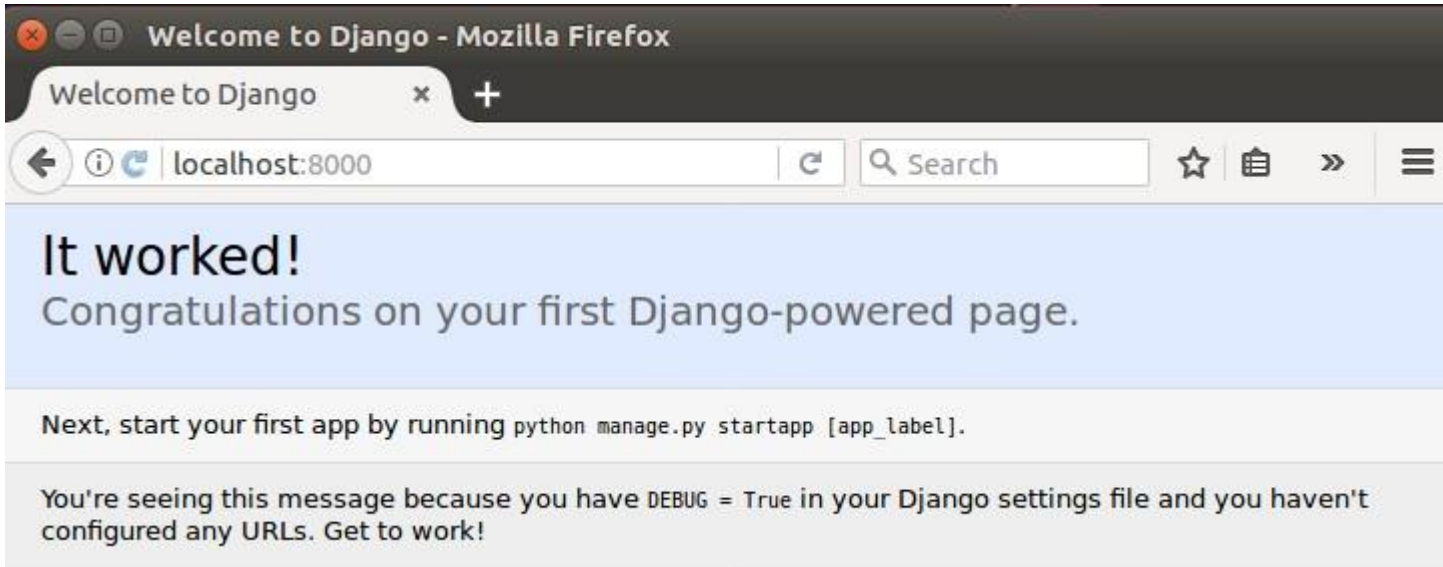 Welcome to Django - Mozilla Firefox
Welcome to Django
localhost:8000
Search
It worked!
Congratulations on your first Django-powered page.
Next, start your first app by running python manage.py startapp [app_label].
You're seeing this message because you have DEBUG = True in your Django settings file and you haven't
configured any URLs. Get to work!